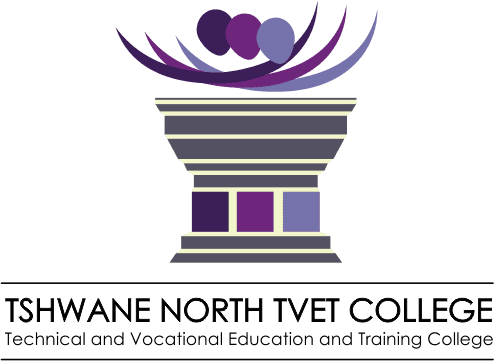 TSHWANE NORTH TVET COLLEGE
Technical and Vocational Education and Training College